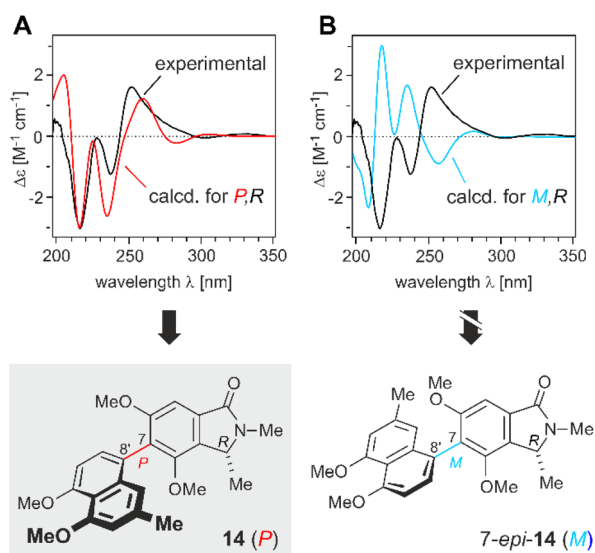 A
B
2
0
-2
Δε [M⁻¹ cm⁻¹]
experimental
calcd. for P,R
200 250 300 350
wavelength λ [nm]
2
0
-2
Δε [M⁻¹ cm⁻¹]
experimental
calcd. for M,R
200 250 300 350
wavelength λ [nm]
O
MeO
N-Me
7
R
8'
P
MeO
OMe
Me
MeO
Me
14 (P)
Me
MeO
O
N-Me
7
R
8'
M
MeO
OMe
Me
MeO
7-epi-14 (M)